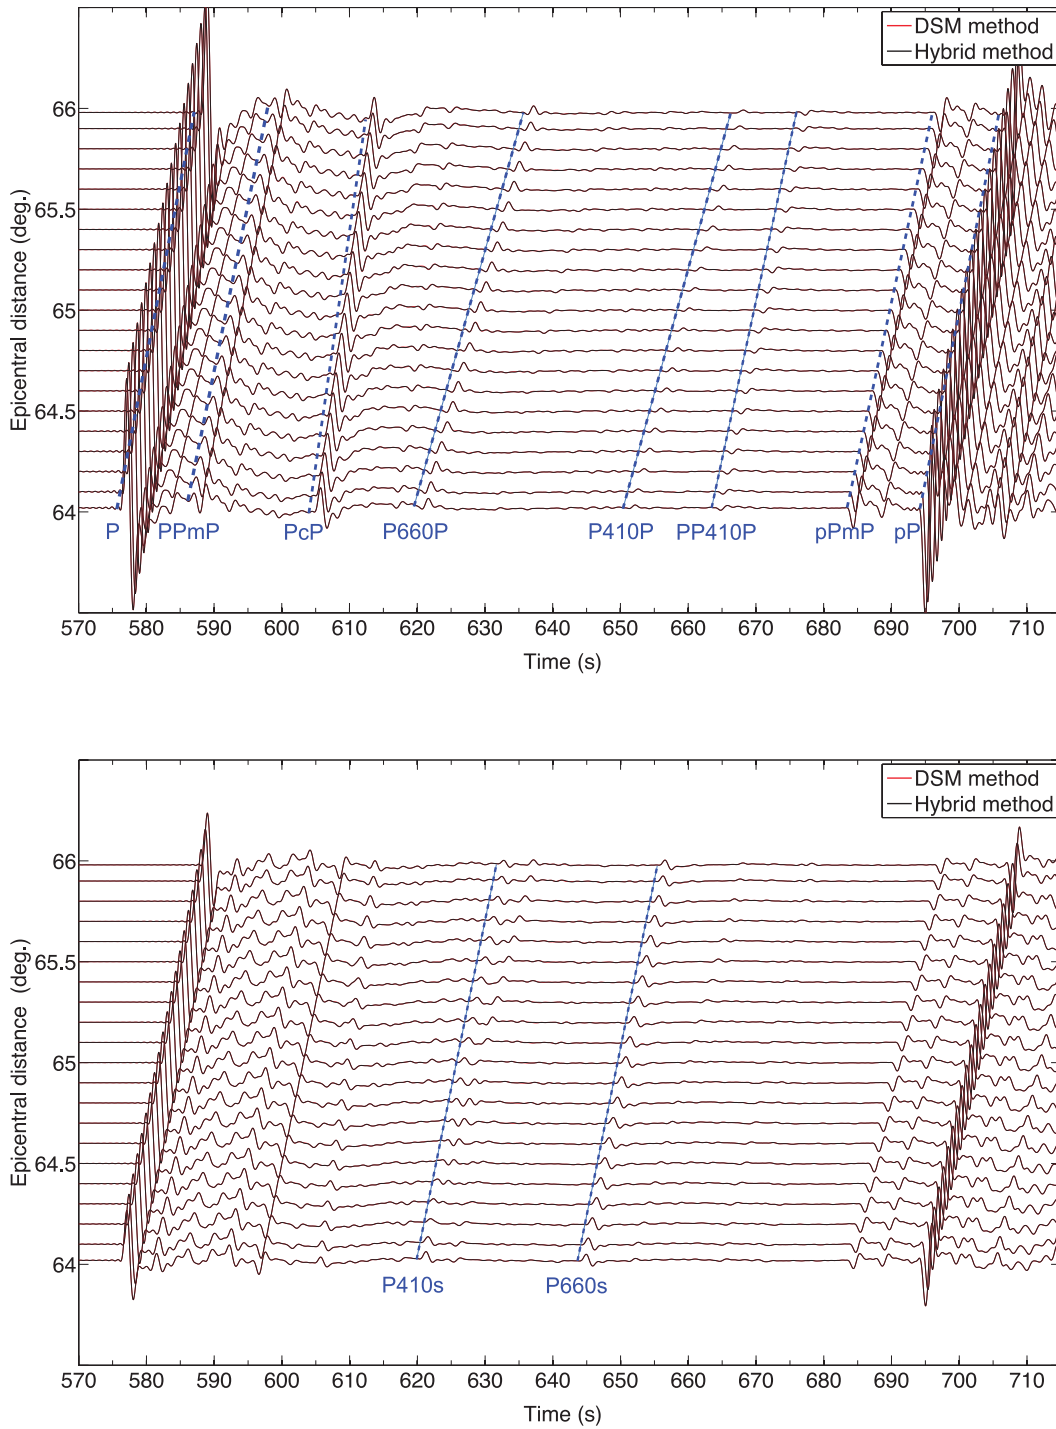 DSM method
Hybrid method
66
65.5
65
64.5
64
Epicentral distance (deg.)
P PPmP PcP P660P P410P PP410P pPmP pP
570 580 590 600 610 620 630 640 650 660 670 680 690 700 710
Time (s)
DSM method
Hybrid method
66
65.5
65
64.5
64
Epicentral distance (deg.)
P410s P660s
570 580 590 600 610 620 630 640 650 660 670 680 690 700 710
Time (s)